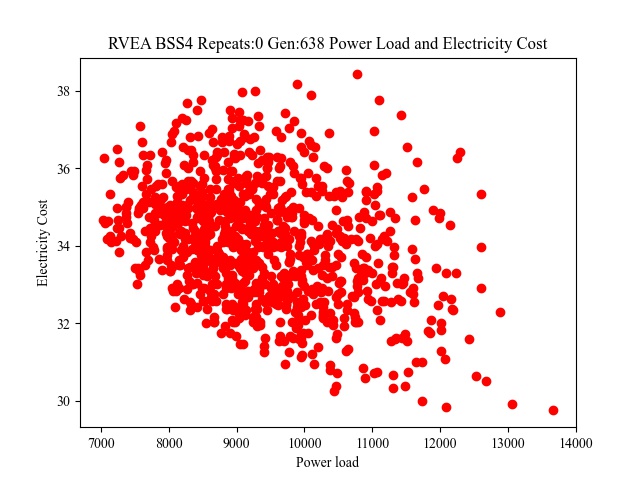 RVEA BSS4 Repeats:0 Gen:638 Power Load and Electricity Cost
38
36
34
32
30
Electricity Cost
7000 8000 9000 10000 11000 12000 13000 14000
Power load